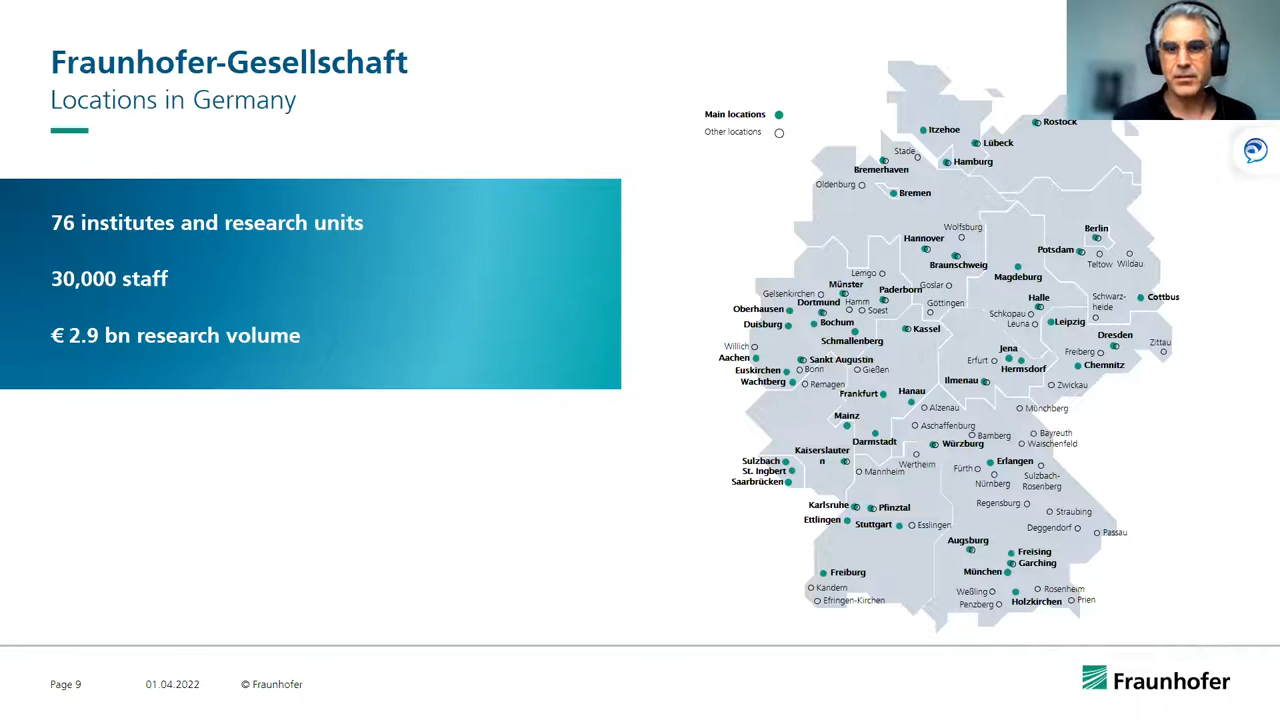 Fraunhofer-Gesellschaft
Locations in Germany
76 institutes and research units
30,000 staff
€ 2.9 bn research volume
Main locations
Other locations
Rostock
Itzehoe
Lübeck
Stade
Hamburg
Bremerhaven
Oldenburg
Bremen
Wolfsburg
Berlin
Hannover
Potsdam
Braunschweig
Teltow
Wildau
Magdeburg
Lemgo
Münster
Goslar
Paderborn
Gelsenkirchen
Dortmund
Hamm
Göttingen
Halle
Schwarz-
heide
Cottbus
Oberhausen
Soest
Schkopau
Leuna
Leipzig
Duisburg
Bochum
Kassel
Schmallenberg
Dresden
Zittau
Willich
Jena
Freiberg
Aachen
Sankt Augustin
Erfurt
Hermsdorf
Chemnitz
Euskirchen
Bonn
Gießen
Wachtberg
Remagen
Ilmenau
Zwickau
Frankfurt
Hanau
Alzenau
Münchberg
Mainz
Aschaffenburg
Bamberg
Bayreuth
Darmstadt
Würzburg
Waischenfeld
Kaiserslauter
n
Sulzbach
Wertheim
Erlangen
St. Ingbert
Mannheim
Fürth
Saarbrücken
Nürnberg
Sulzbach-
Rosenberg
Karlsruhe
Pfinztal
Regensburg
Straubing
Ettlingen
Stuttgart
Esslingen
Deggendorf
Passau
Augsburg
Freising
Garching
Freiburg
München
Kandern
Weßling
Rosenheim
Efringen-Kirchen
Penzberg
Holzkirchen
Prien
Page 9
01.04.2022
© Fraunhofer
Fraunhofer